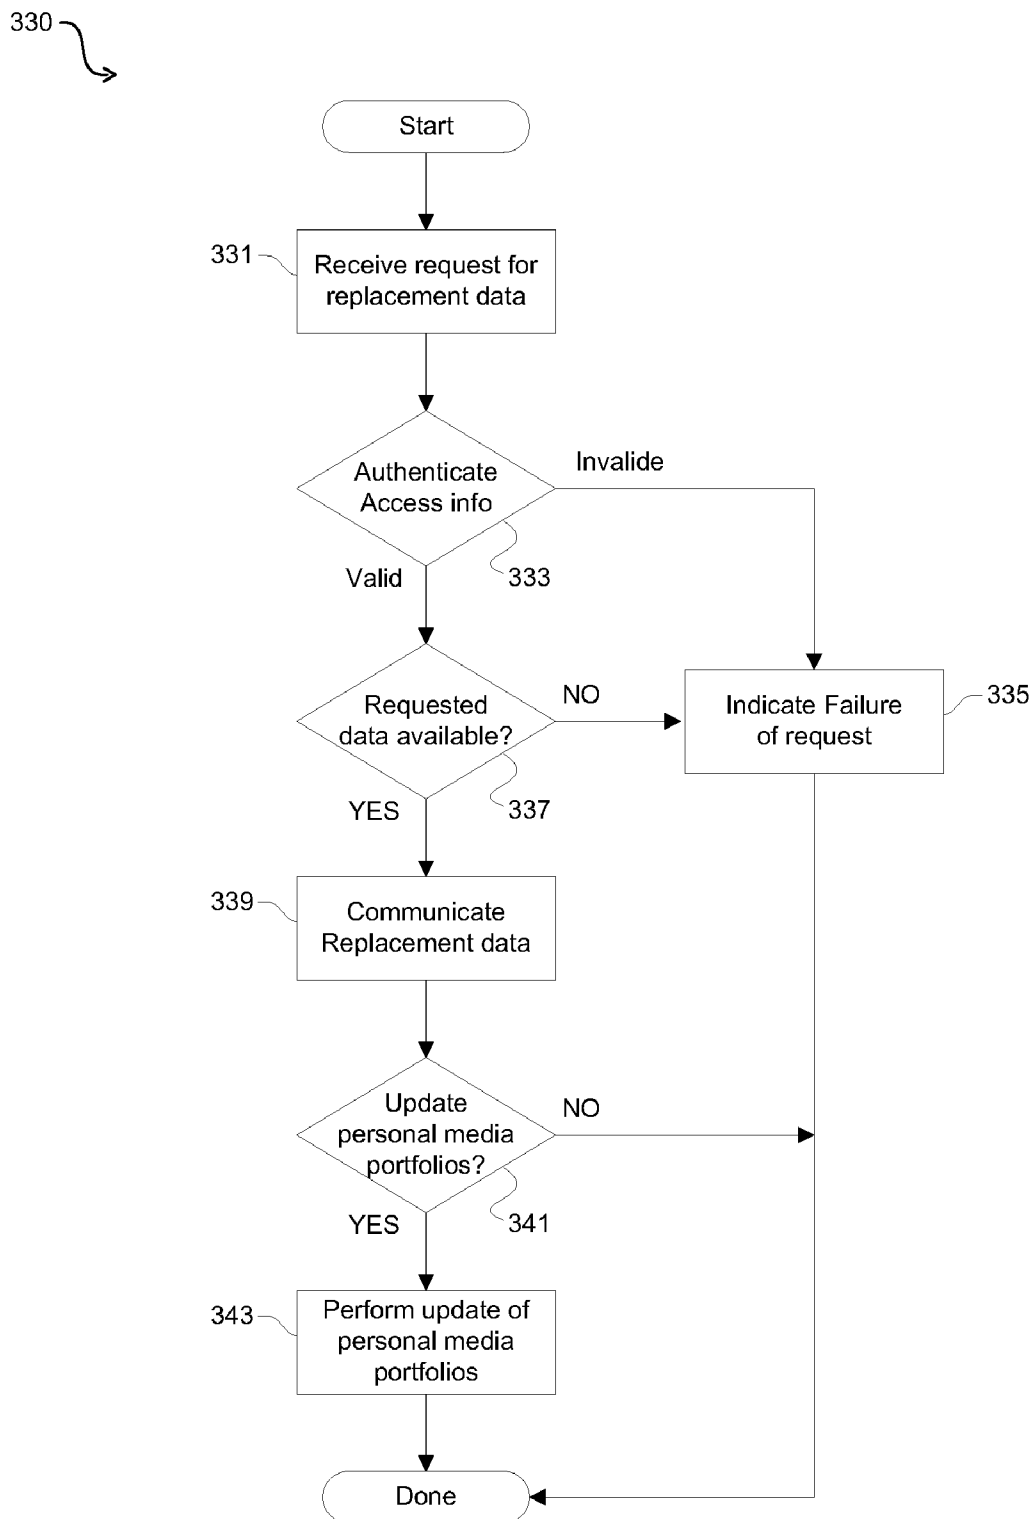 330
Start
331
Receive request for
replacement data
Authenticate
Access info
Invalide
333
Valid
Requested
data available?
NO
Indicate Failure
of request
335
337
YES
339
Communicate
Replacement data
Update
personal media
portfolios?
NO
341
YES
343
Perform update of
personal media
portfolios
Done